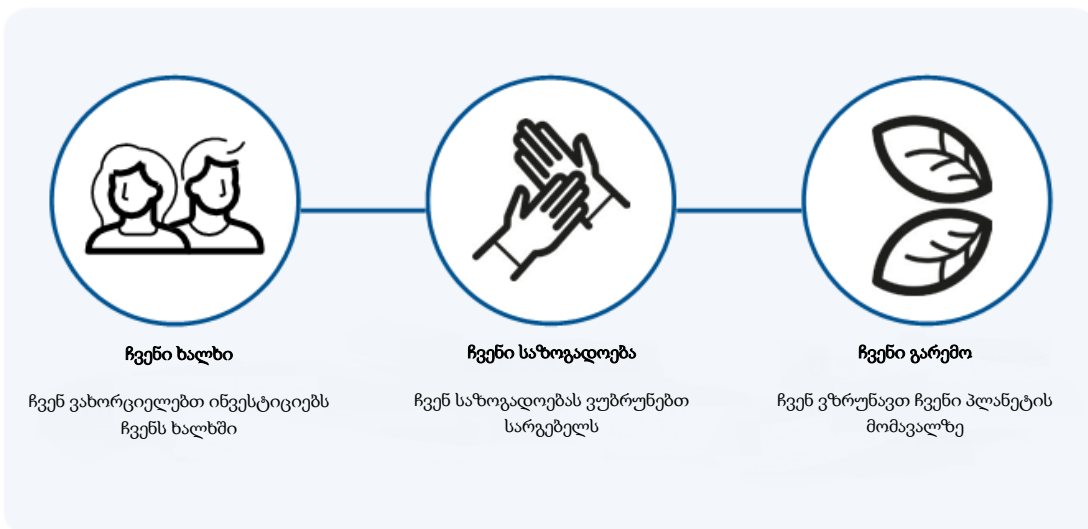 ჩვენი ხალხი
ჩვენ ვახორციელებთ ინვესტიციებს
ჩვენს ხალხში
ჩვენი საზოგადოება
ჩვენ საზოგადოებას ვუბრუნებთ
სარგებელს
ჩვენი გარემო
ჩვენ ვზრუნავთ ჩვენი პლანეტის
მომავალზე